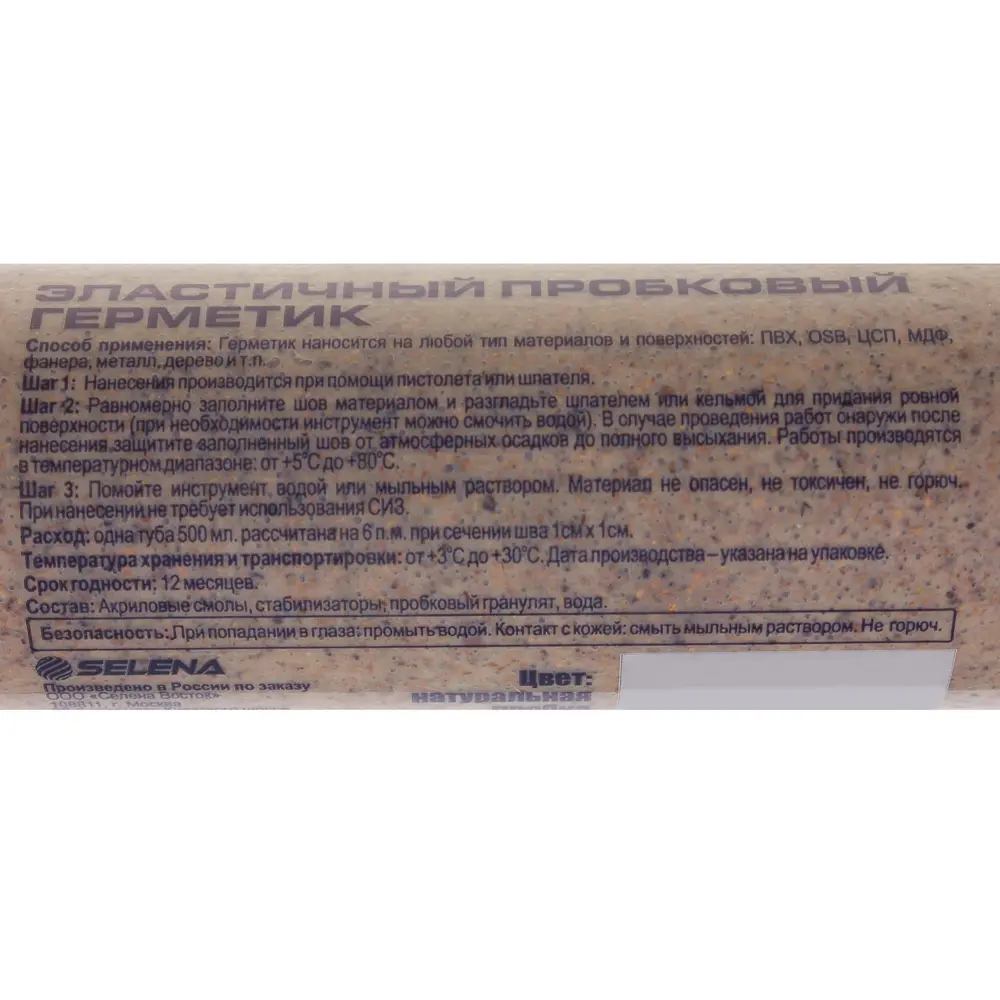 ЭЛАСТИЧНЫЙ ПРОБКОВЫЙ
ГЕРМЕТИК
Способ применения: Герметик наносится на любой тип материалов и поверхностей: ПВХ, OSB, ЦСП, МДФ,
фанера, металл, дерево и т.п.
Шаг 1: Нанесения производится при помощи пистолета или шпателя.
Шаг 2: Равномерно заполните шов материалом и разгладьте шпателем или кельмой для придания ровной
поверхности (при необходимости инструмент можно смочить водой). В случае проведения работ снаружи после
нанесения защитите заполненный шов от атмосферных осадков до полного высыхания. Работы производятся
в температурном диапазоне: от +5°С до +80°С.
Шаг 3: Помойте инструмент водой или мыльным раствором. Материал не опасен, не токсичен, не горюч.
При нанесений не требует использования СИЗ.
Расход: одна туба 500 мл. рассчитана на 6 п.м. при сечении шва 1см х 1см.
Температура хранения и транспортировки: от +3°С до +30°С. Дата производства – указана на упаковке.
Срок годности: 12 месяцев.
Состав: Акриловые смолы, стабилизаторы, пробковый гранулят, вода.
Безопасность: При попадании в глаза: промыть водой. Контакт с кожей: смыть мыльным раствором. Не горюч.
SELENA
Произведено в России по заказу
ООО «Селена Восток»
108811, г. Москва
Цвет:
натуральная
пробка